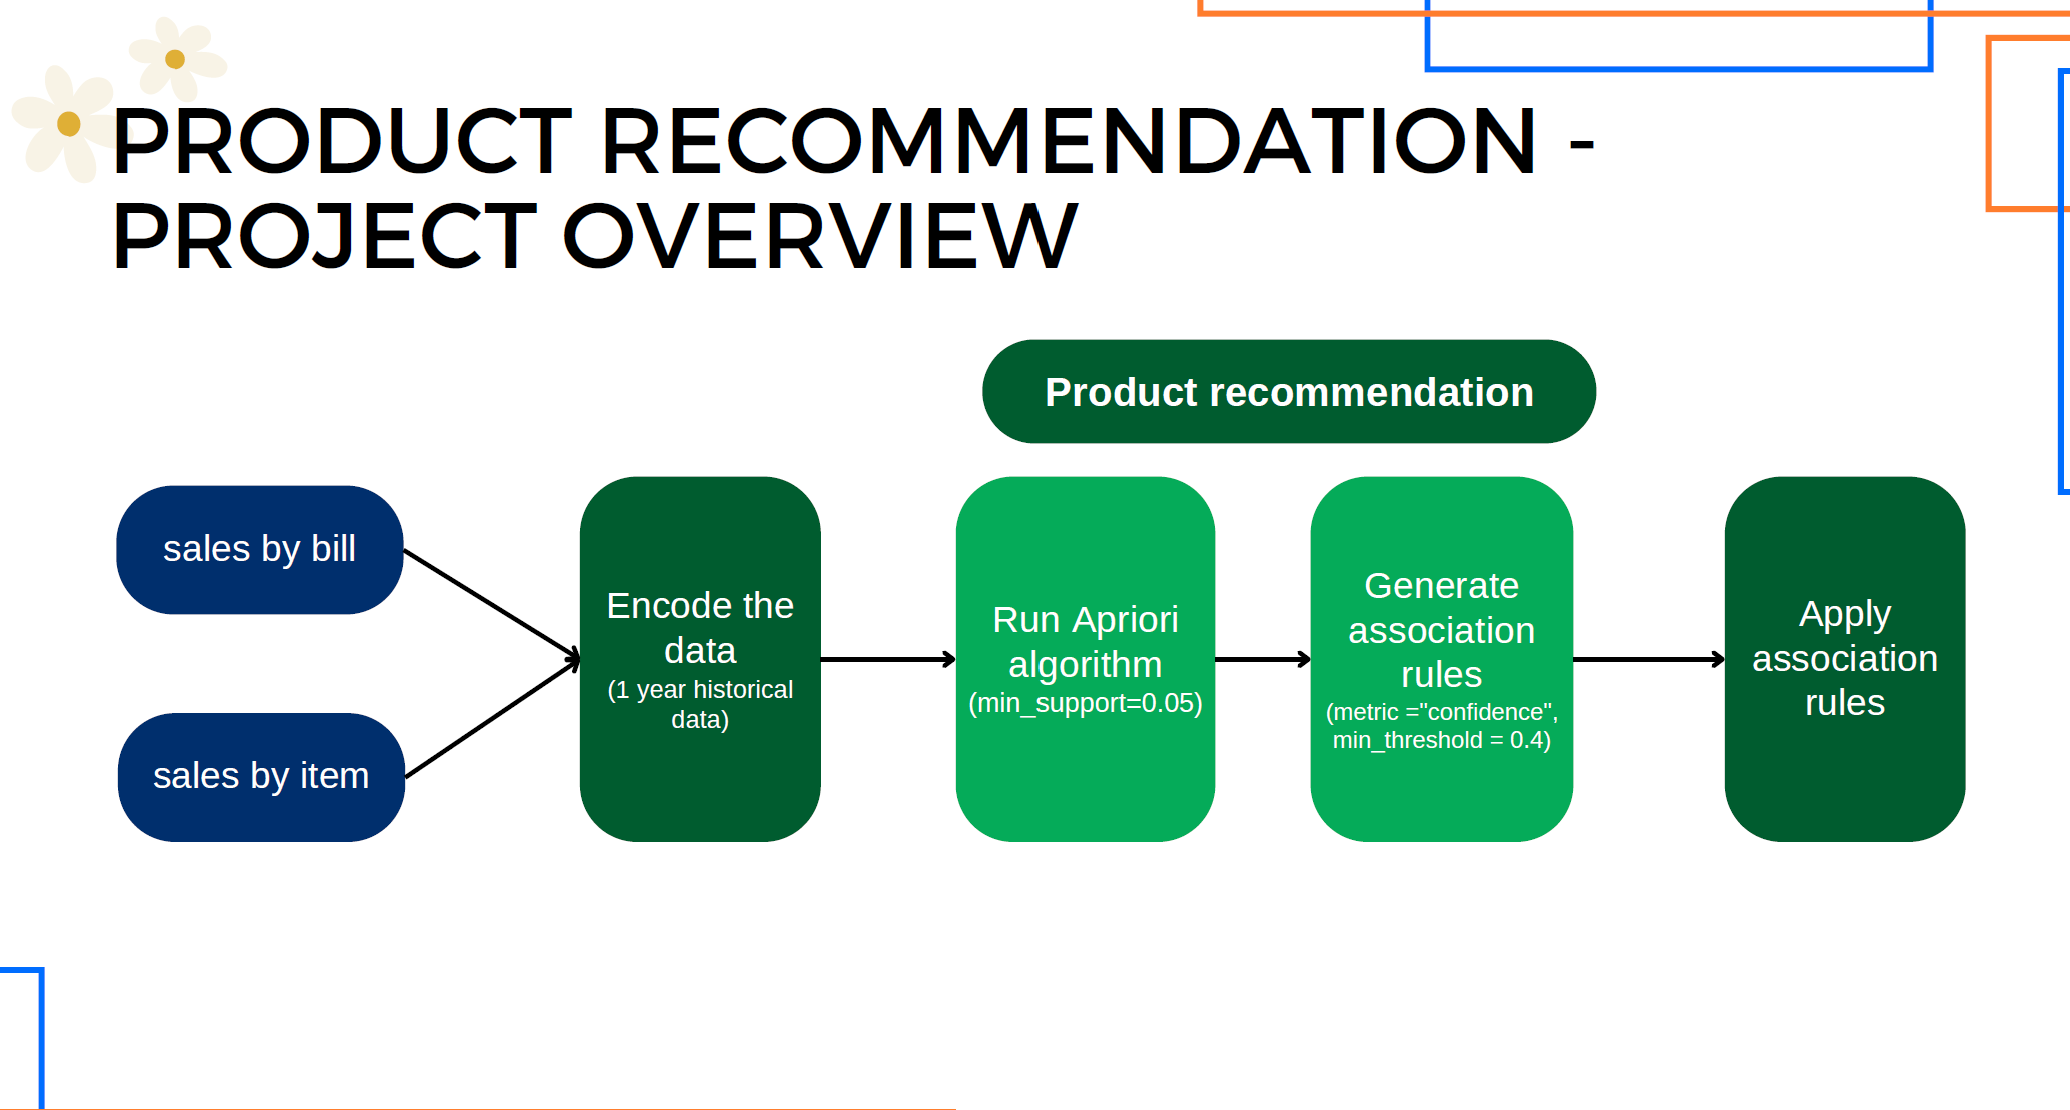 PRODUCT RECOMMENDATION -
PROJECT OVERVIEW
Product recommendation
sales by bill
sales by item
Encode the
data
(1 year historical
data)
Run Apriori
algorithm
(min_support=0.05)
Generate
association
rules
(metric ="confidence",
min_threshold = 0.4)
Apply
association
rules